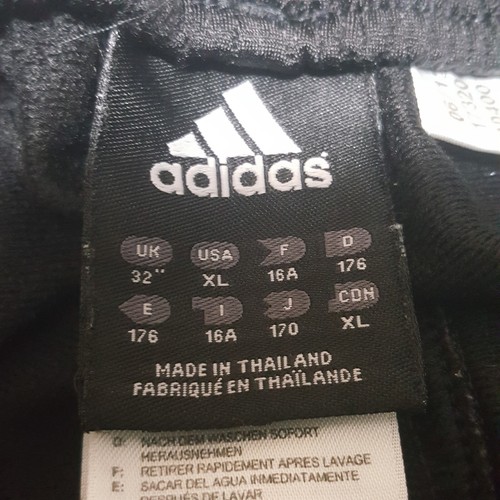 adidas
UK USA F D
32" XL 16A 176
E I J CDN
176 16A 170 XL
MADE IN THAILAND
FABRIQUÉ EN THAÏLANDE
D: NACH DEM WASCHEN SOFORT
HERAUSNEHMEN
F: RETIRER RAPIDEMENT APRES LAVAGE
E: SACAR DEL AGUA INMEDIATAMENTE
DESPUÉS DE LAVAR